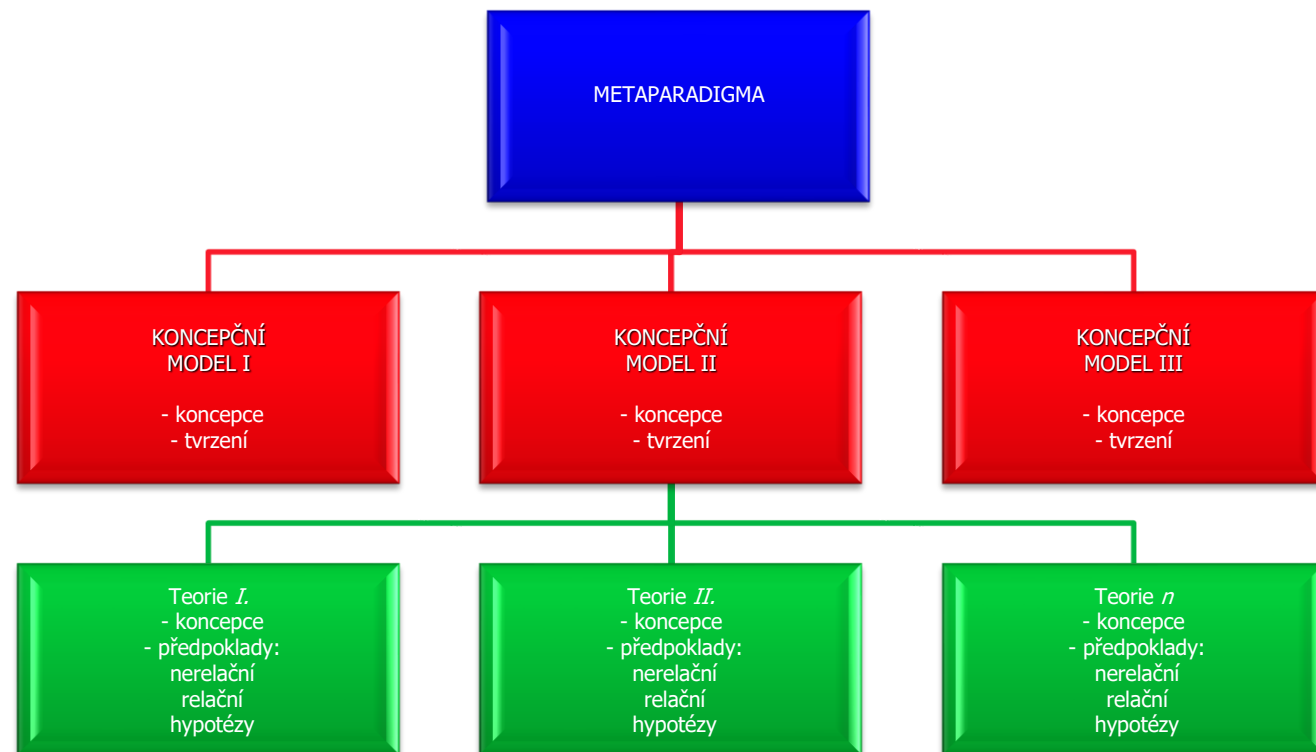 METAPARADIGMA
KONCEPČNÍ
MODEL I
- koncepce
- tvrzení
KONCEPČNÍ
MODEL II
- koncepce
- tvrzení
KONCEPČNÍ
MODEL III
- koncepce
- tvrzení
Teorie I.
- koncepce
- předpoklady:
nerelační
relační
hypotézy
Teorie II.
- koncepce
- předpoklady:
nerelační
relační
hypotézy
Teorie n
- koncepce
- předpoklady:
nerelační
relační
hypotézy